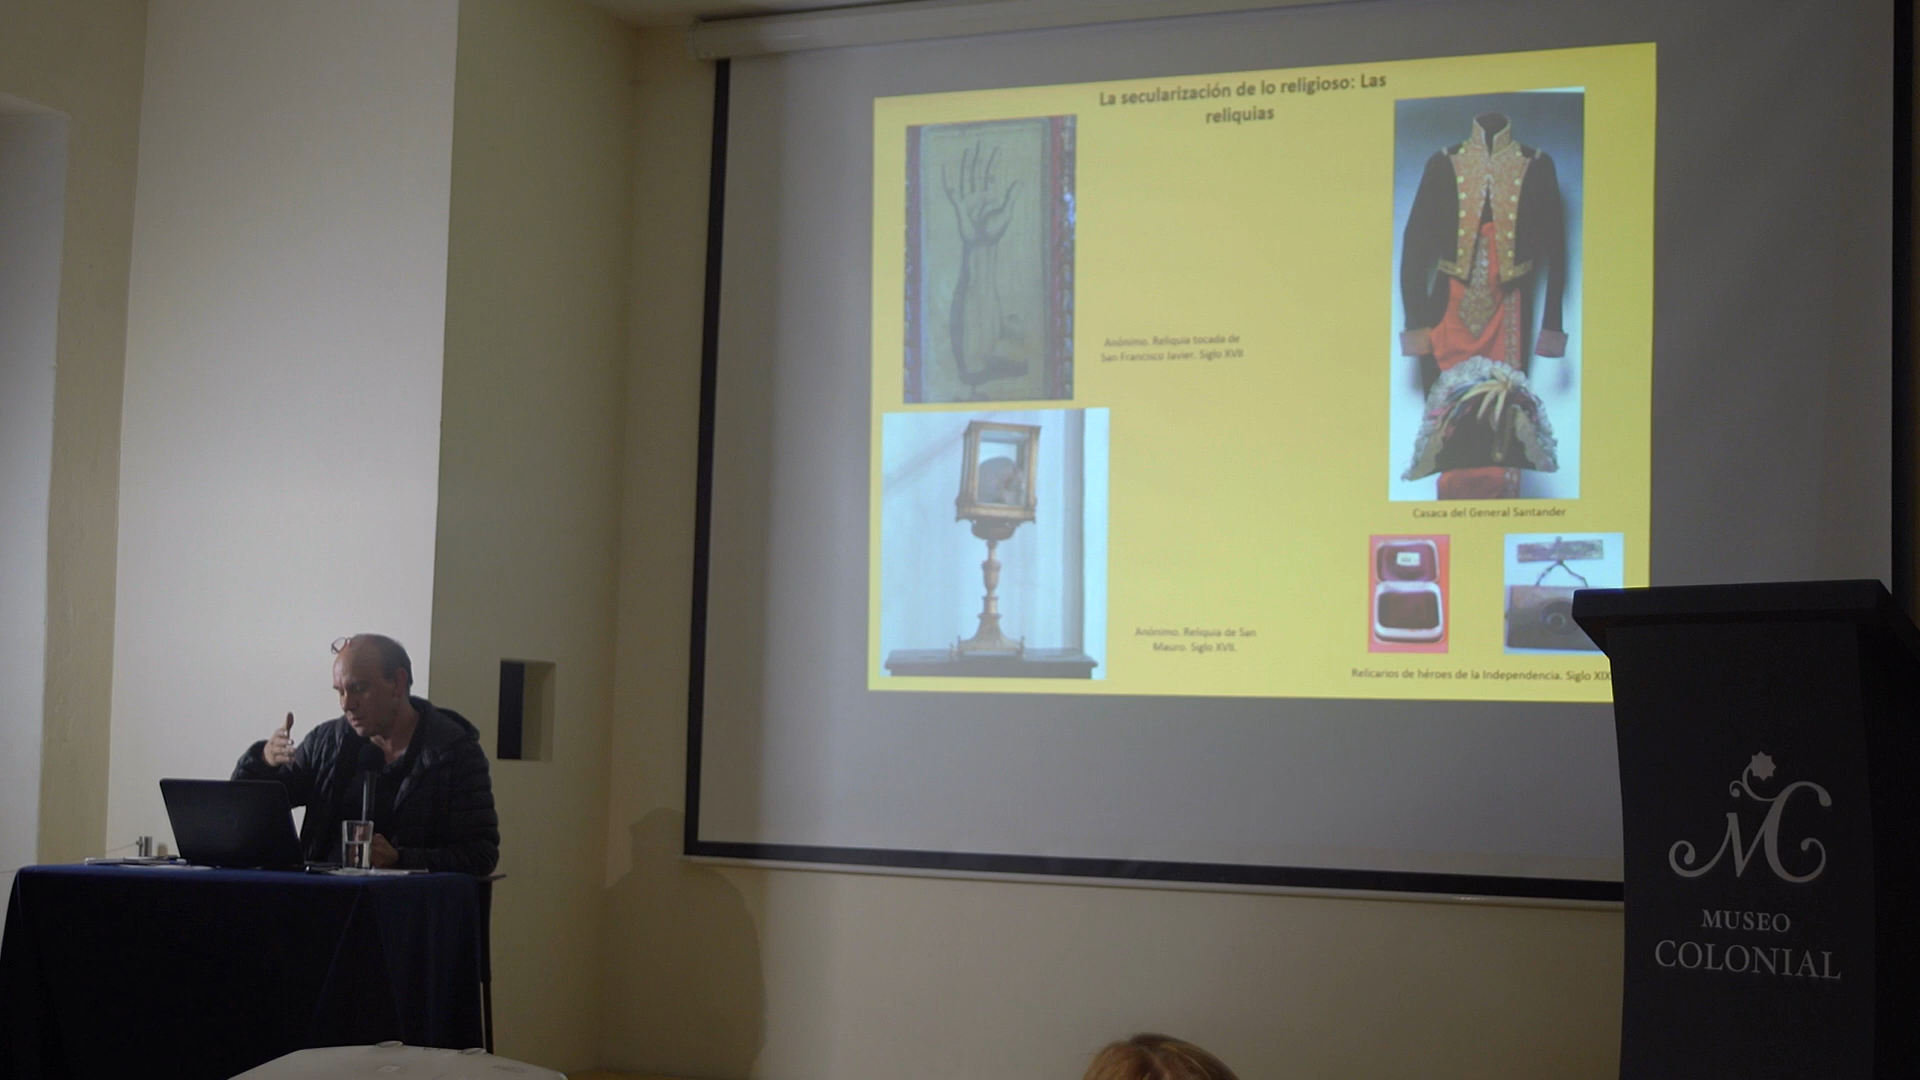 La secularización de lo religioso: Las
reliquias
Anónimo. Reliquia tocada de
San Francisco Javier. Siglo XVII
Casaca del General Santander
Anónimo. Reliquia de San
Mauro. Siglo XVII.
Relicarios de héroes de la Independencia. Siglo XIX
MC
MUSEO
COLONIAL